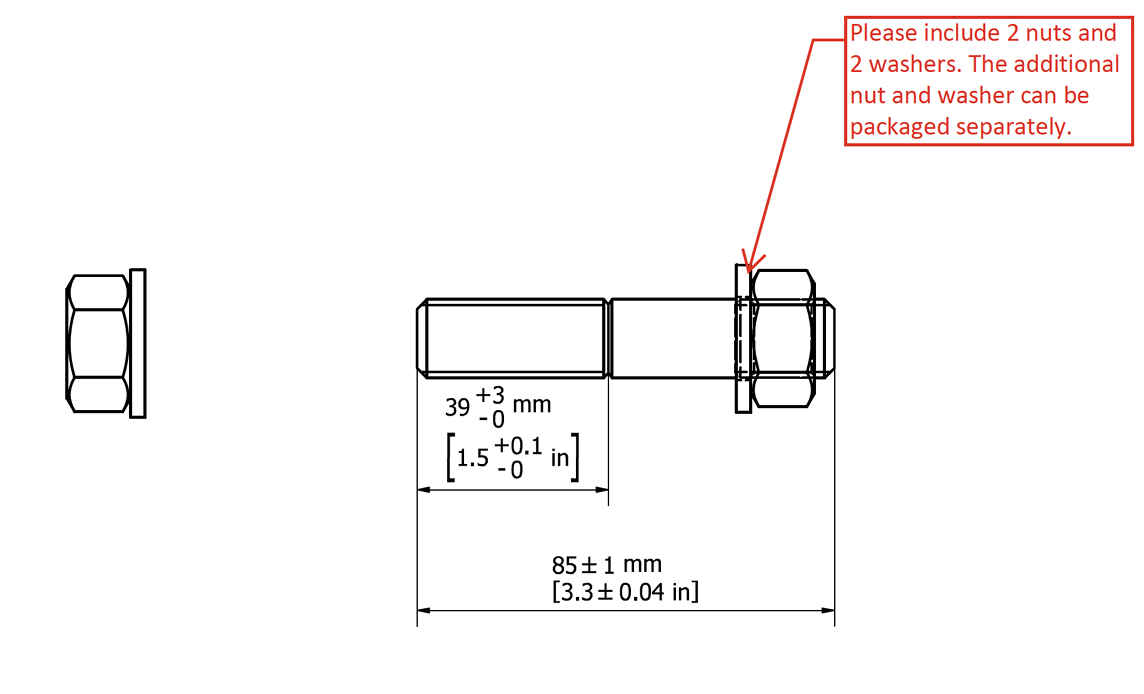 Please include 2 nuts and
2 washers. The additional
nut and washer can be
packaged separately.
39 +3 -0 mm
[1.5 +0.1 -0 in]
85 ± 1 mm
[3.3 ± 0.04 in]